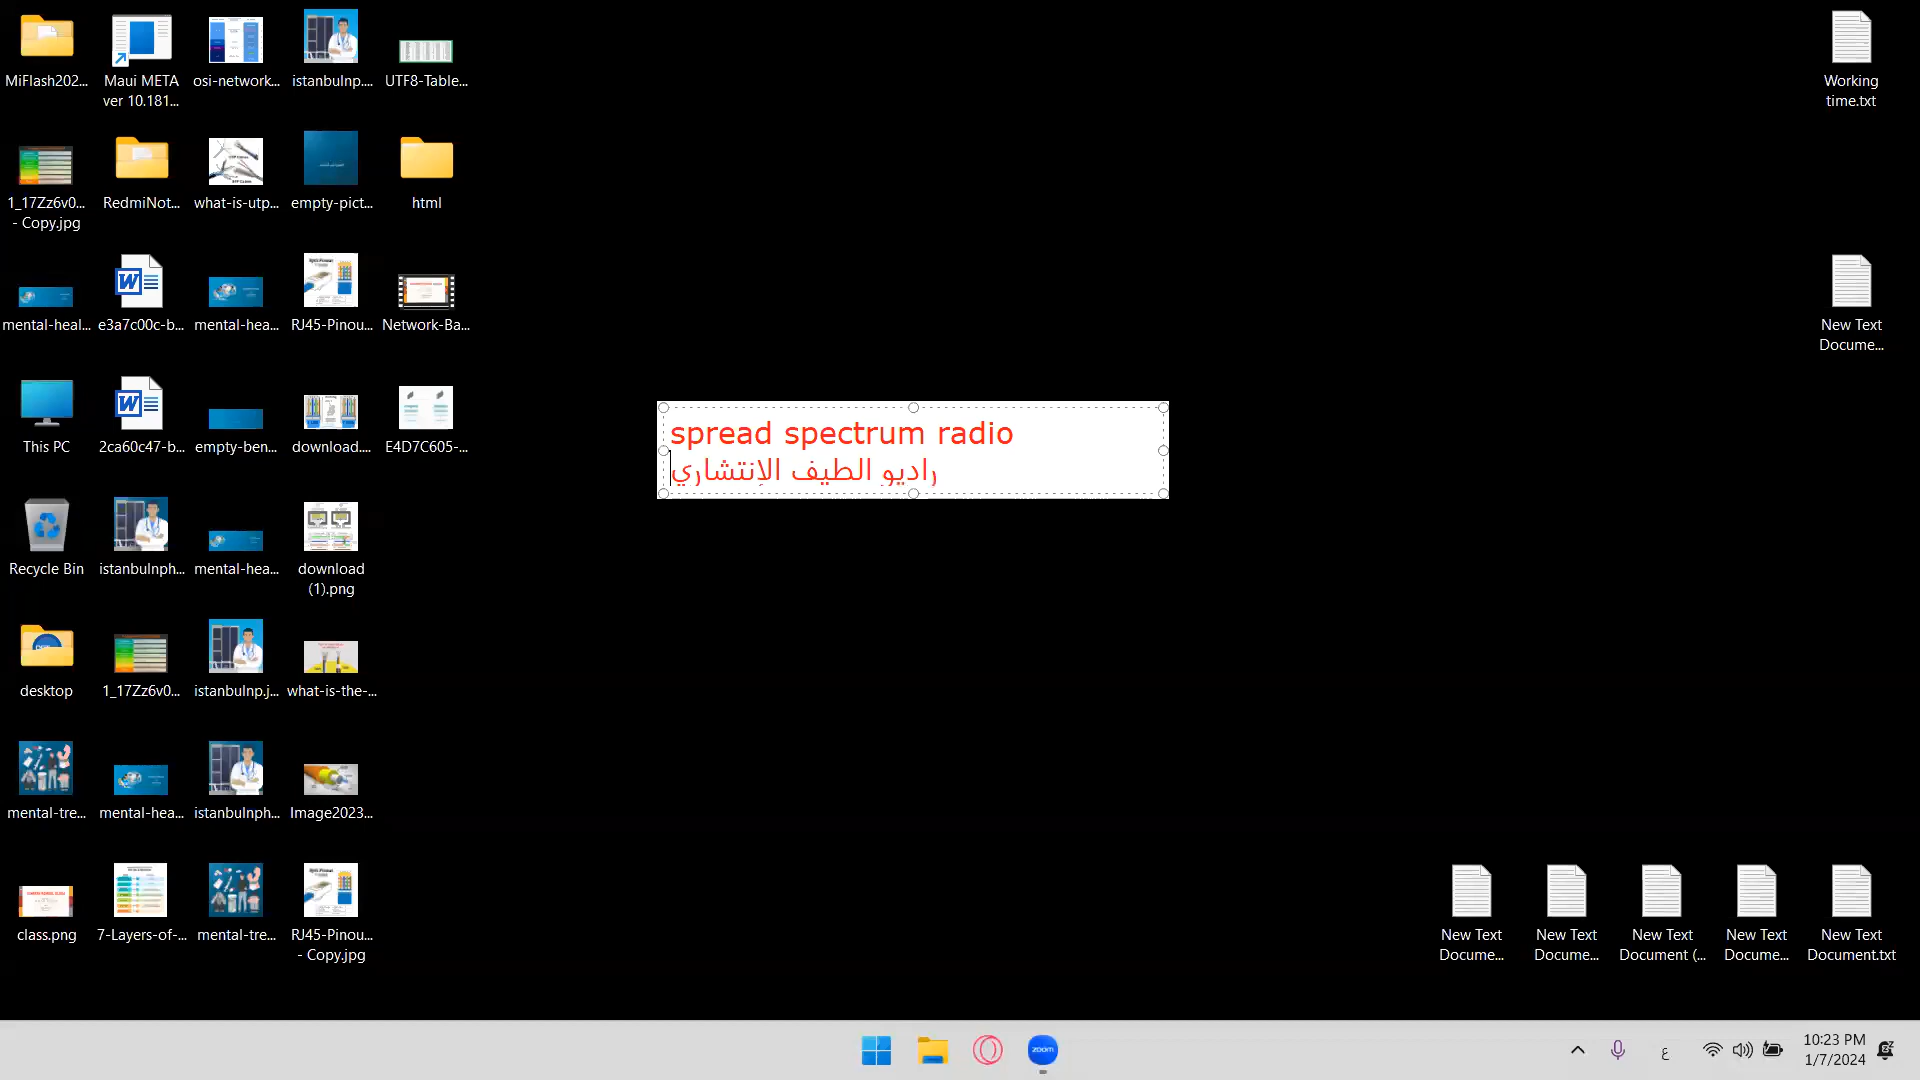 MiFlash202...
Maui META
ver 10.181...
osi-network...
istanbulnp....
UTF8-Table...
Working
time.txt
1_17Zz6v0...
- Copy.jpg
RedmiNot...
what-is-utp...
empty-pict...
html
mental-heal...
e3a7c00c-b...
mental-hea...
RJ45-Pinou...
Network-Ba...
New Text
Docume...
This PC
2ca60c47-b...
empty-ben...
download....
E4D7C605-...
spread spectrum radio
راديو الطيف الإنتشاري
Recycle Bin
istanbulnph...
mental-hea...
download
(1).png
desktop
1_17Zz6v0...
istanbulnp.j...
what-is-the-...
mental-tre...
mental-hea...
istanbulnph...
Image2023...
class.png
7-Layers-of-...
mental-tre...
RJ45-Pinou...
- Copy.jpg
New Text
Docume...
New Text
Docume...
New Text
Document (...
New Text
Docume...
New Text
Document.txt
zoom
ع
10:23 PM
1/7/2024